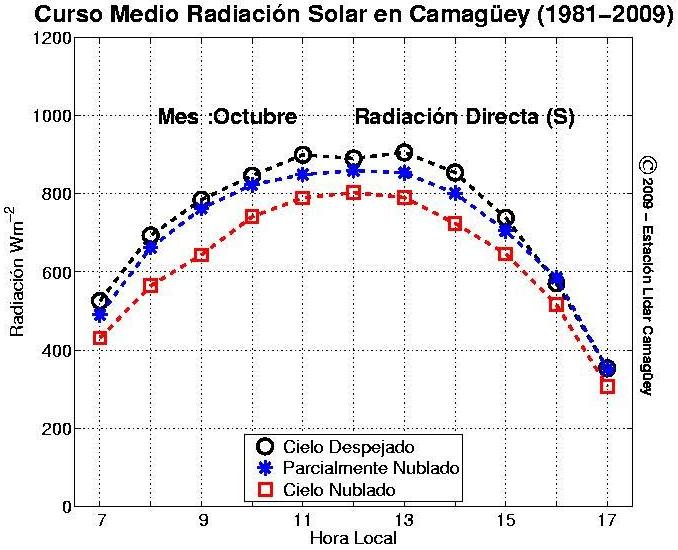 Curso Medio Radiación Solar en Camagüey (1981−2009)
1200
1000
800
600
400
200
0
Mes :Octubre
Radiación Directa (S)
Radiación Wm−2
© 2009 − Estación Lidar Camagüey
Cielo Despejado
Parcialmente Nublado
Cielo Nublado
7
9
11
13
15
17
Hora Local